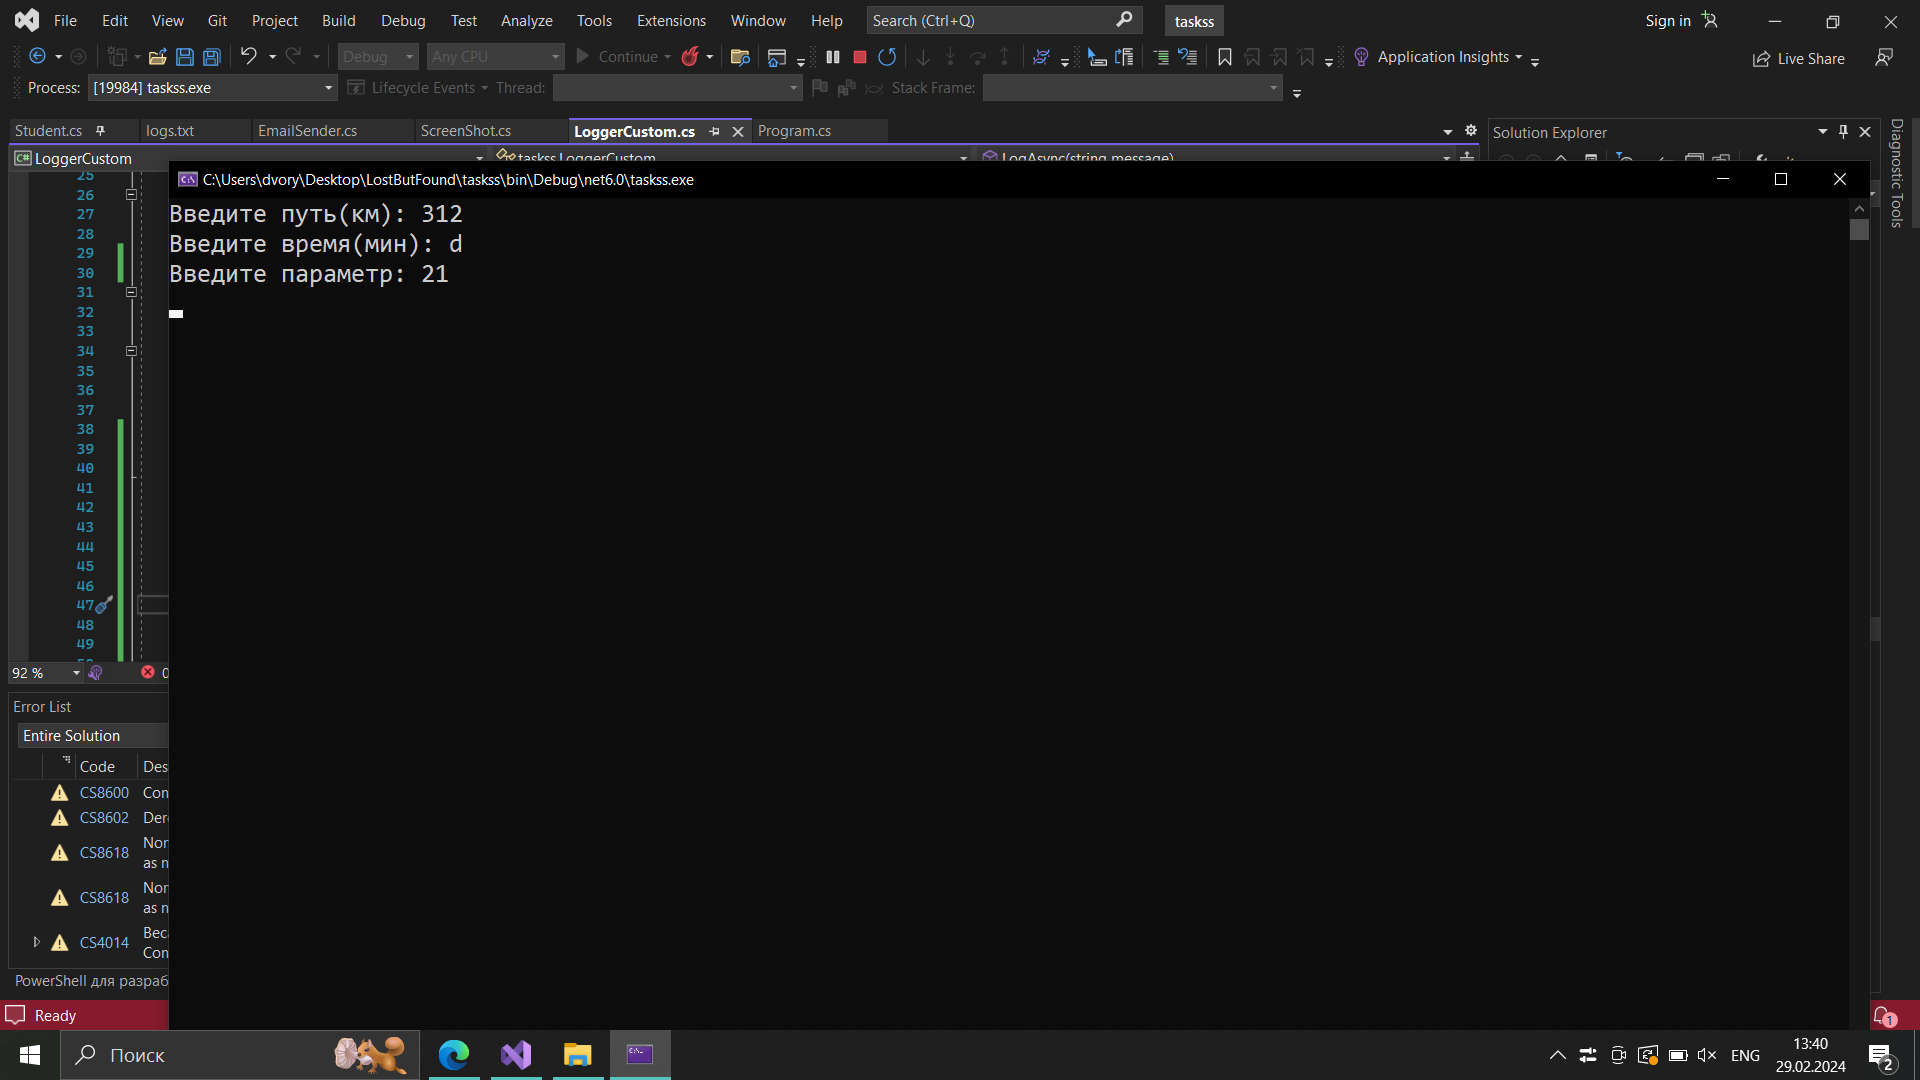 File Edit View Git Project Build Debug Test Analyze Tools Extensions Window Help Search (Ctrl+Q) taskss Sign in
Debug Any CPU Continue Application Insights Live Share
Process: [19984] taskss.exe Lifecycle Events Thread: Stack Frame:
Student.cs logs.txt EmailSender.cs ScreenShot.cs LoggerCustom.cs Program.cs Solution Explorer
C# LoggerCustom taskss.LoggerCustom LogAsync(string message)
Diagnostic Tools
C:\Users\dvory\Desktop\LostButFound\taskss\bin\Debug\net6.0\taskss.exe
Введите путь(км): 312
Введите время(мин): d
Введите параметр: 21
25
26
27
28
29
30
31
32
33
34
35
36
37
38
39
40
41
42
43
44
45
46
47
48
49
92 % 0
Error List
Entire Solution
Code Des
CS8600 Con
CS8602 Der
CS8618 Nor
as n
CS8618 Nor
as n
CS4014 Beca
Con
PowerShell для разраб
Ready 1
Поиск ENG 13:40
29.02.2024 2